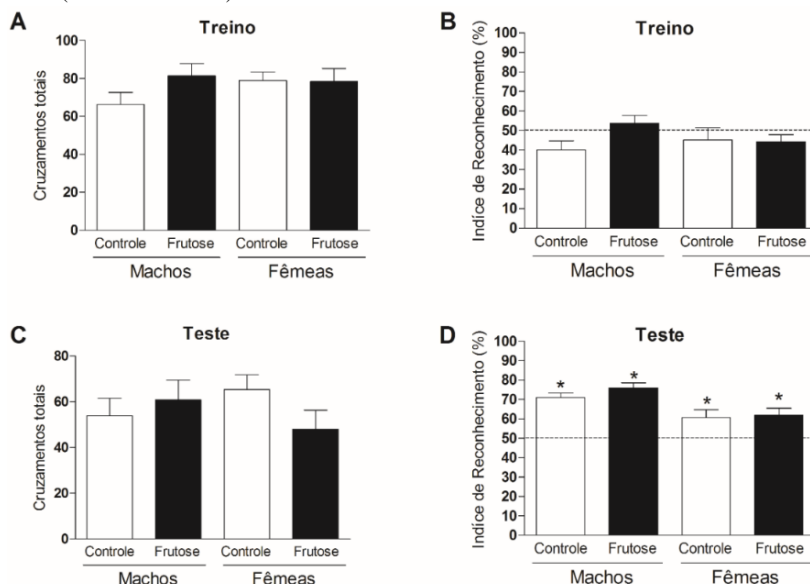 A
Treino
Cruzamentos totais
100
80
60
40
20
0
Controle Frutose Controle Frutose
Machos Fêmeas
B
Treino
Indíce de Reconhecimento (%)
100
90
80
70
60
50
40
30
20
10
0
Controle Frutose Controle Frutose
Machos Fêmeas
C
Teste
Cruzamentos totais
80
60
40
20
0
Controle Frutose Controle Frutose
Machos Fêmeas
D
Teste
Indíce de Reconhecimento (%)
100
90
80
70
60
50
40
30
20
10
0
* * * *
Controle Frutose Controle Frutose
Machos Fêmeas